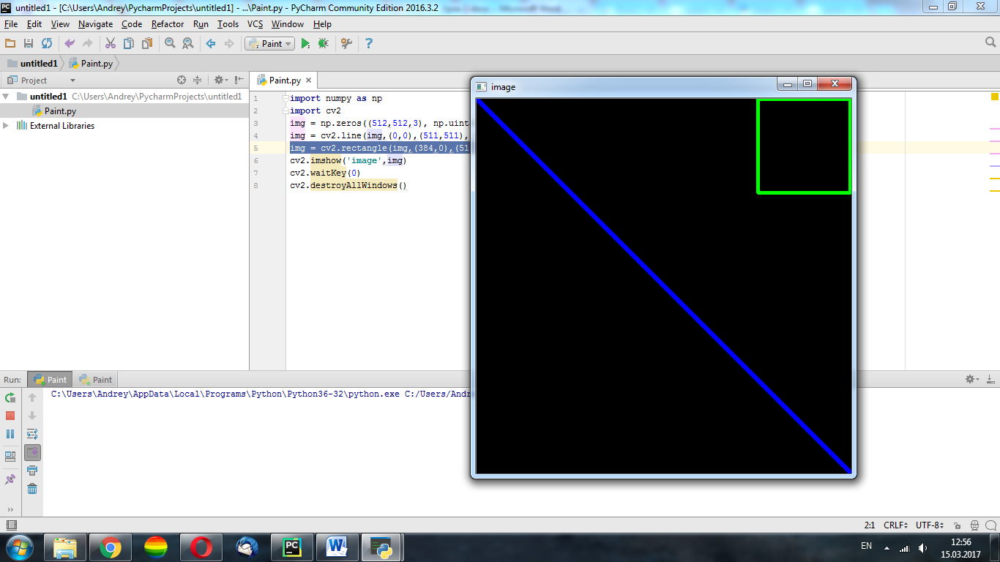 untitled1 - [C:\Users\Andrey\PycharmProjects\untitled1] - ...\Paint.py - PyCharm Community Edition 2016.3.2
File Edit View Navigate Code Refactor Run Tools VCS Window Help
Paint
untitled1 Paint.py
Project
Paint.py
untitled1 C:\Users\Andrey\PycharmProjects\untitled1
Paint.py
External Libraries
1 import numpy as np
2 import cv2
3 img = np.zeros((512,512,3), np.uint
4 img = cv2.line(img,(0,0),(511,511),
5 img = cv2.rectangle(img,(384,0),(51
6 cv2.imshow('image',img)
7 cv2.waitKey(0)
8 cv2.destroyAllWindows()
image
Run: Paint Paint
C:\Users\Andrey\AppData\Local\Programs\Python\Python36-32\python.exe C:/Users/Andr
2:1 CRLF UTF-8
EN
12:56
15.03.2017